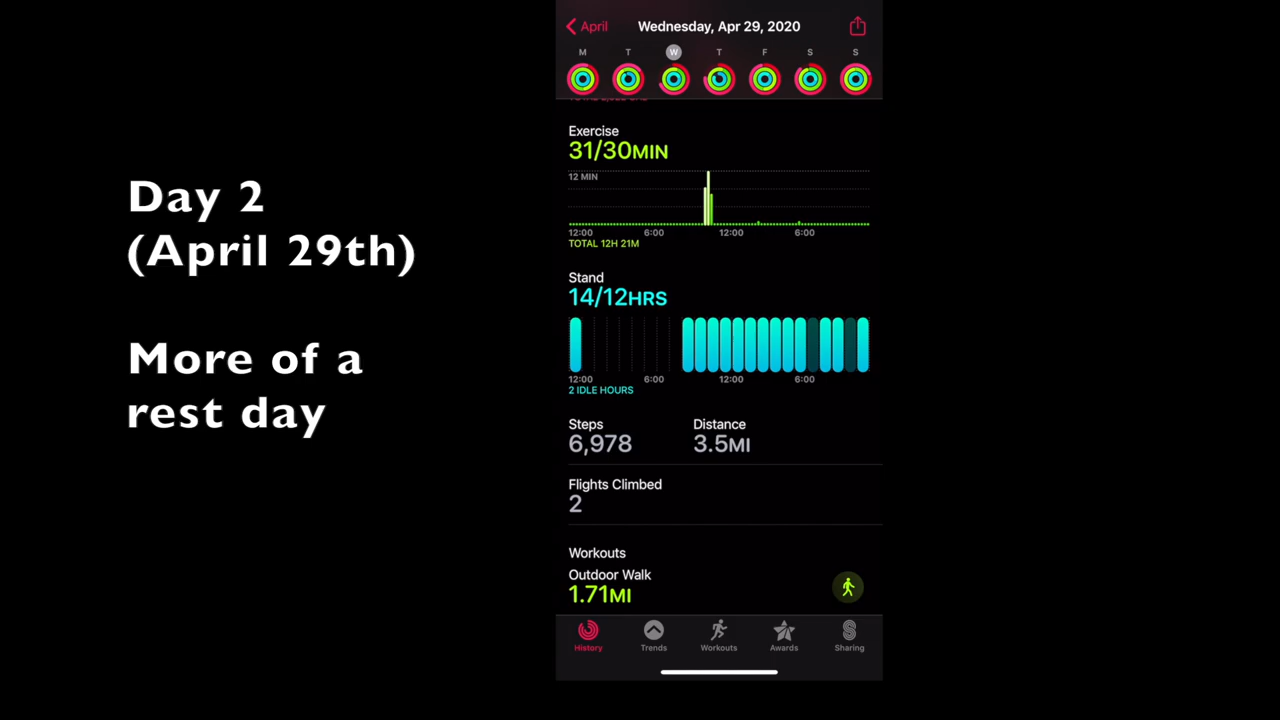 Day 2
(April 29th)
More of a
rest day
April
Wednesday, Apr 29, 2020
M T W T F S S
Exercise
31/30MIN
12 MIN
12:00 6:00 12:00 6:00
TOTAL 12H 21M
Stand
14/12HRS
12:00 6:00 12:00 6:00
2 IDLE HOURS
Steps Distance
6,978 3.5MI
Flights Climbed
2
Workouts
Outdoor Walk
1.71MI
History Trends Workouts Awards Sharing